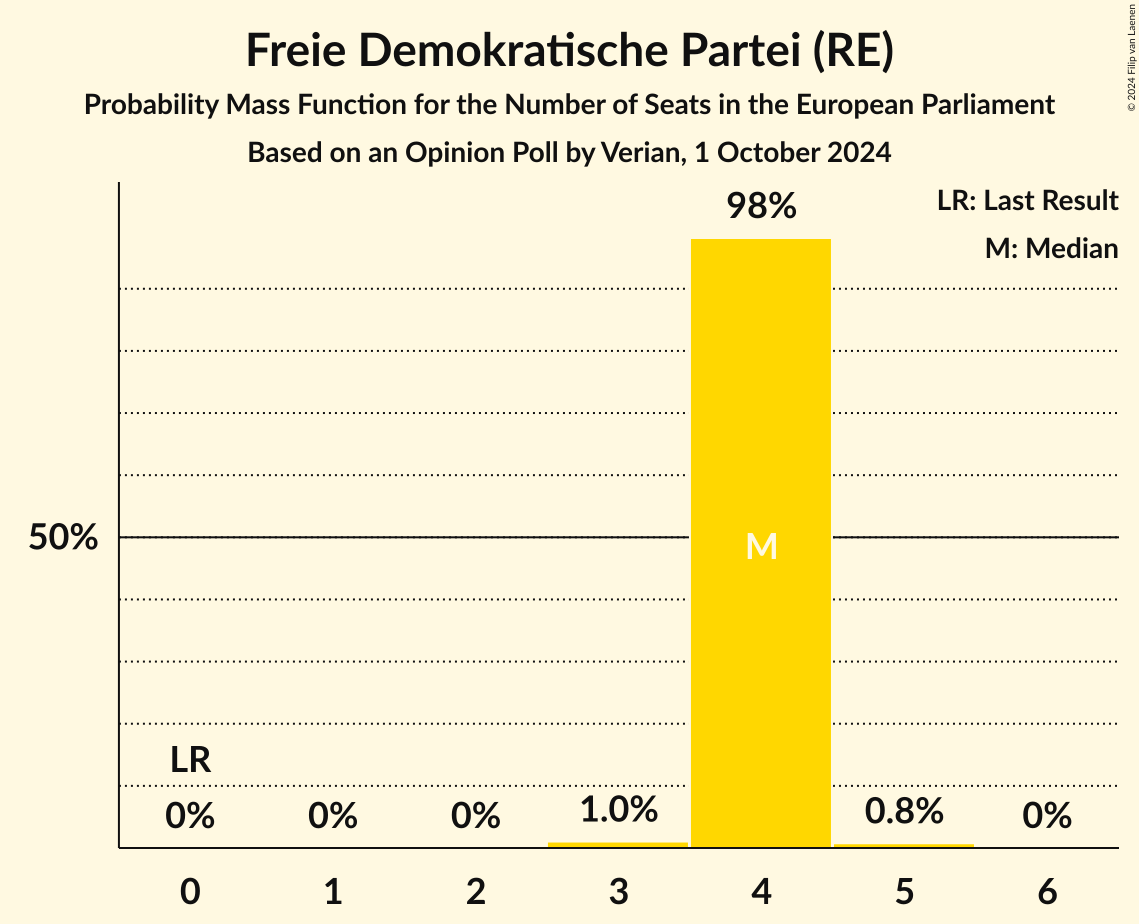 Freie Demokratische Partei (RE)
Probability Mass Function for the Number of Seats in the European Parliament
Based on an Opinion Poll by Verian, 1 October 2024
© 2024 Filip van Laenen
LR: Last Result
M: Median
98%
50%
M
LR
0%
0%
0%
1.0%
0.8%
0%
0
1
2
3
4
5
6